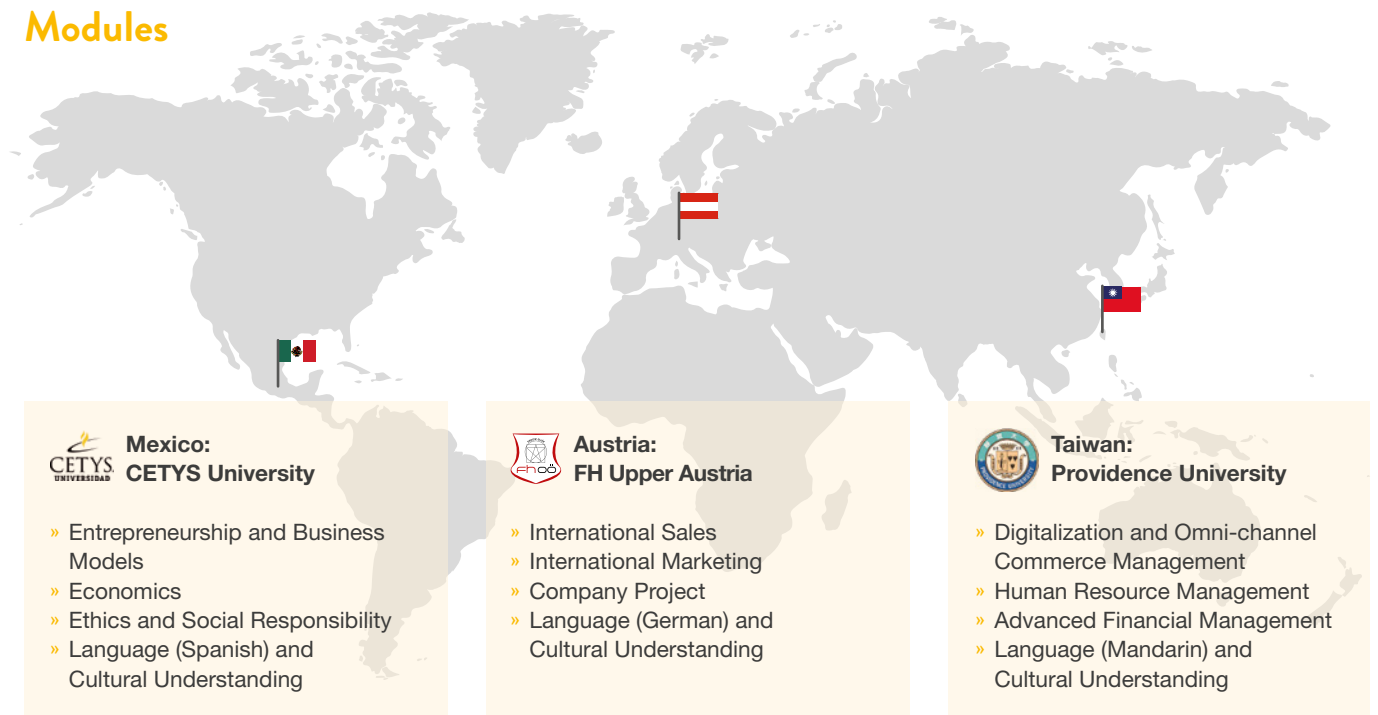 Modules
CETYS
UNIVERSIDAD
Mexico:
CETYS University
» Entrepreneurship and Business
Models
» Economics
» Ethics and Social Responsibility
» Language (Spanish) and
Cultural Understanding
fhoö
Austria:
FH Upper Austria
» International Sales
» International Marketing
» Company Project
» Language (German) and
Cultural Understanding
PROVIDENCE UNIVERSITY
Taiwan:
Providence University
» Digitalization and Omni-channel
Commerce Management
» Human Resource Management
» Advanced Financial Management
» Language (Mandarin) and
Cultural Understanding